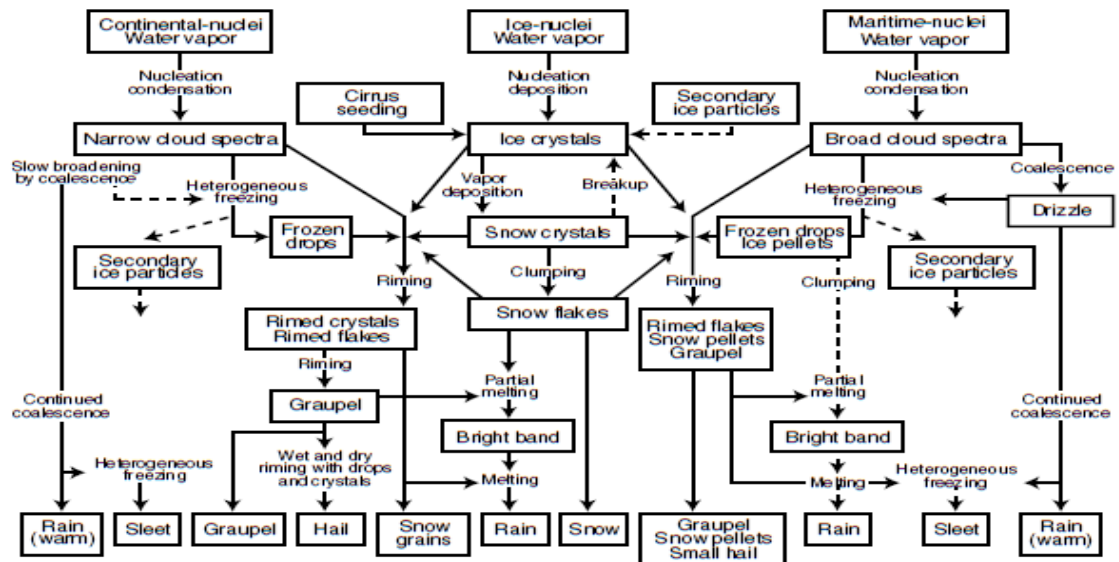 Continental-nuclei
Water vapor
Ice-nuclei
Water vapor
Maritime-nuclei
Water vapor
Nucleation
condensation
Nucleation
deposition
Nucleation
condensation
Cirrus
seeding
Secondary
ice particles
Narrow cloud spectra
Ice crystals
Broad cloud spectra
Slow broadening
by coalescence
Heterogeneous
freezing
Vapor
deposition
Breakup
Heterogeneous
freezing
Coalescence
Drizzle
Frozen
drops
Snow crystals
Frozen drops
Ice pellets
Secondary
ice particles
Riming
Clumping
Riming
Clumping
Secondary
ice particles
Rimed crystals
Rimed flakes
Snow flakes
Rimed flakes
Snow pellets
Graupel
Riming
Graupel
Partial
melting
Partial
melting
Continued
coalescence
Continued
coalescence
Bright band
Bright band
Heterogeneous
freezing
Wet and dry
riming with drops
and crystals
Melting
Melting
Heterogeneous
freezing
Rain
(warm)
Sleet
Graupel
Hail
Snow
grains
Rain
Snow
Graupel
Snow pellets
Small hail
Rain
Sleet
Rain
(warm)